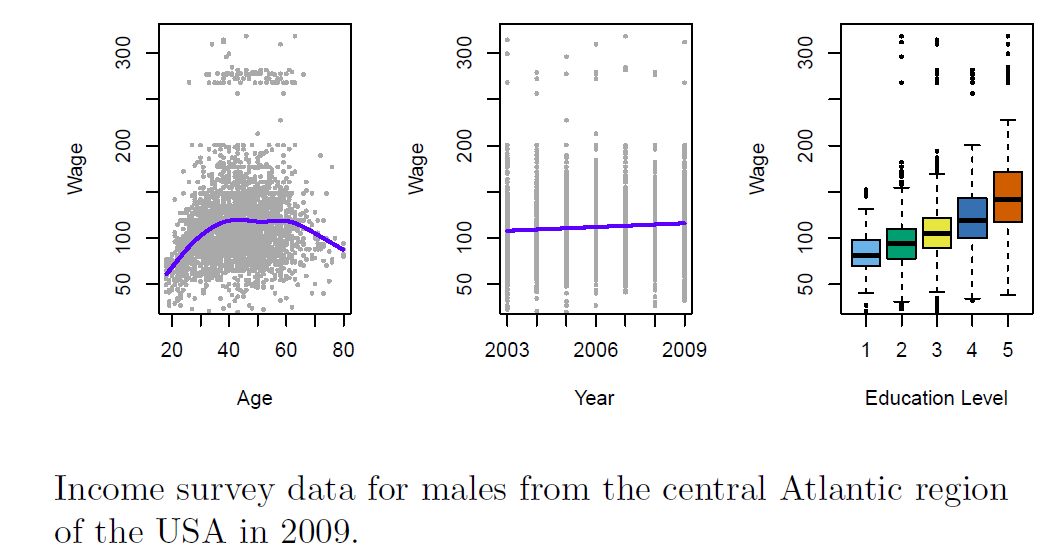 Wage
50 100 200 300
20 40 60 80
Age
Wage
50 100 200 300
2003 2006 2009
Year
Wage
50 100 200 300
1 2 3 4 5
Education Level
Income survey data for males from the central Atlantic region
of the USA in 2009.